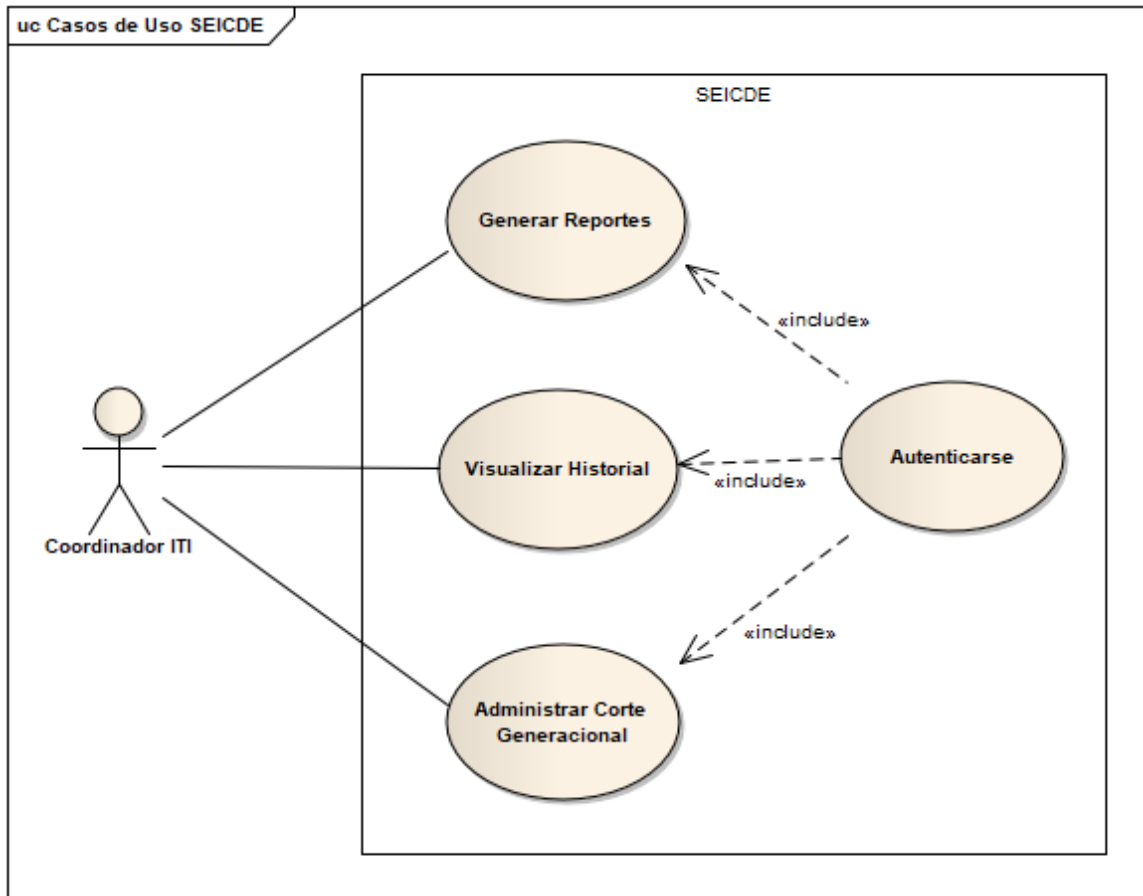 uc Casos de Uso SEICDE
SEICDE
Generar Reportes
«include»
Visualizar Historial
«include»
Autenticarse
Coordinador ITI
«include»
Administrar Corte
Generacional